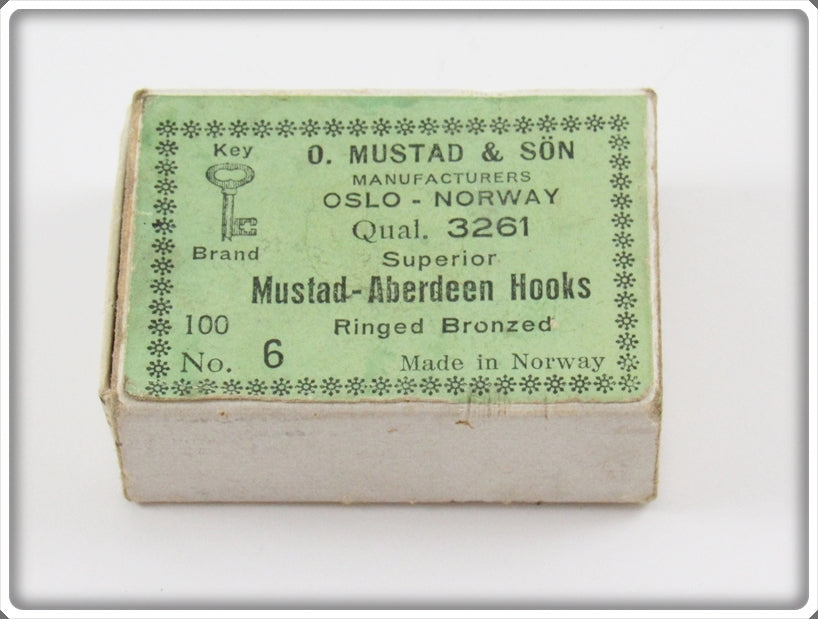 Key
Brand
O. MUSTAD & SÖN
MANUFACTURERS
OSLO - NORWAY
Qual. 3261
Superior
Mustad-Aberdeen Hooks
100 Ringed Bronzed
No. 6 Made in Norway